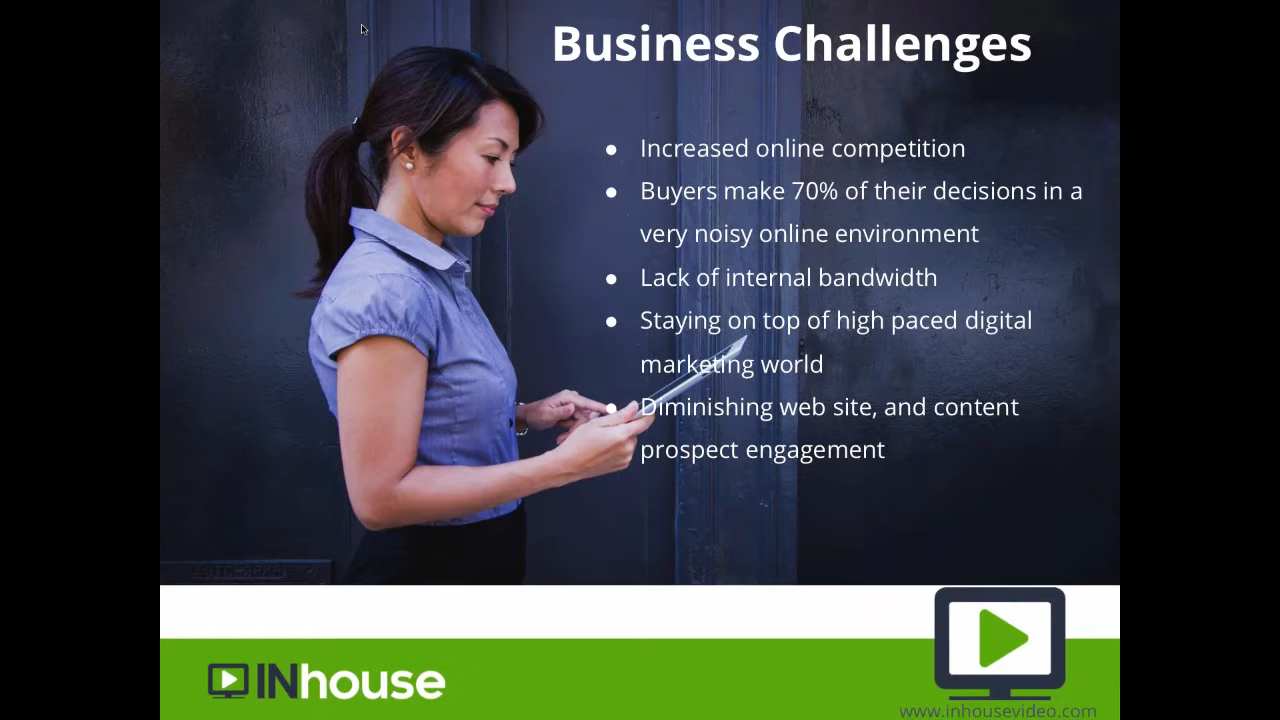 Business Challenges
● Increased online competition
● Buyers make 70% of their decisions in a
very noisy online environment
● Lack of internal bandwidth
● Staying on top of high paced digital
marketing world
● Diminishing web site, and content
prospect engagement
INhouse
www.inhousevideo.com